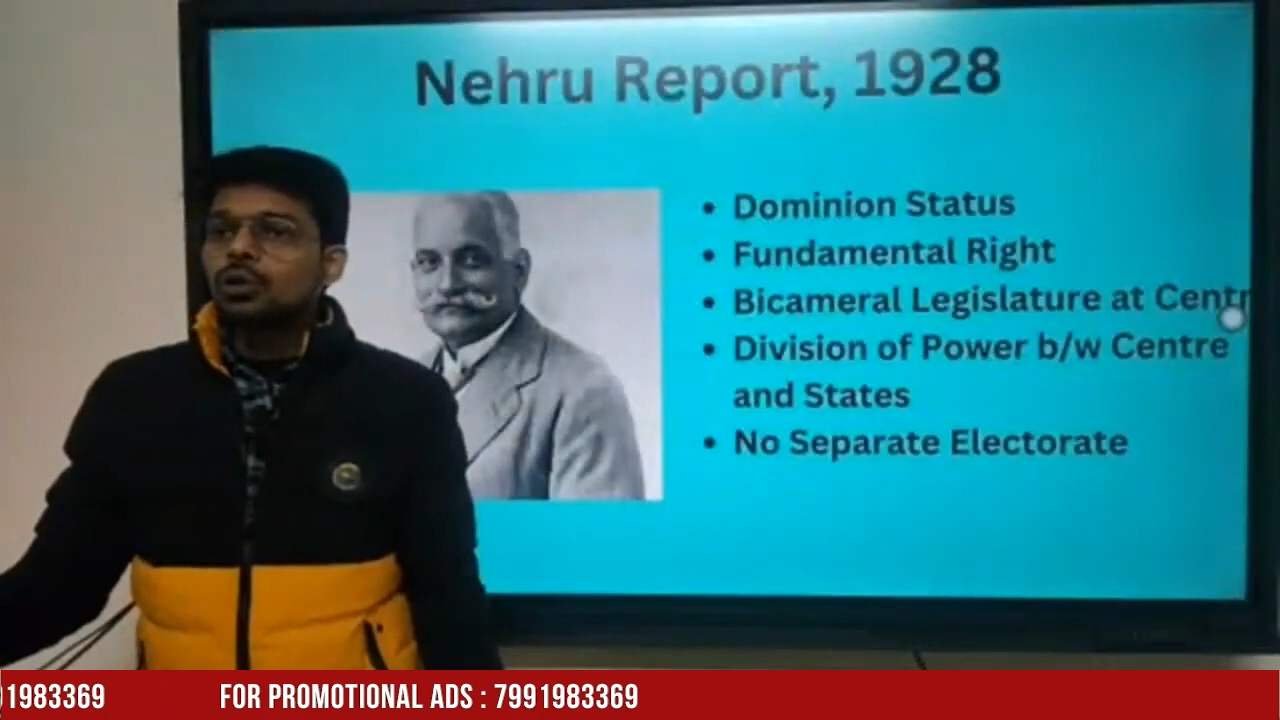 Nehru Report, 1928
• Dominion Status
• Fundamental Right
• Bicameral Legislature at Centr
• Division of Power b/w Centre
and States
• No Separate Electorate
1983369 FOR PROMOTIONAL ADS : 7991983369